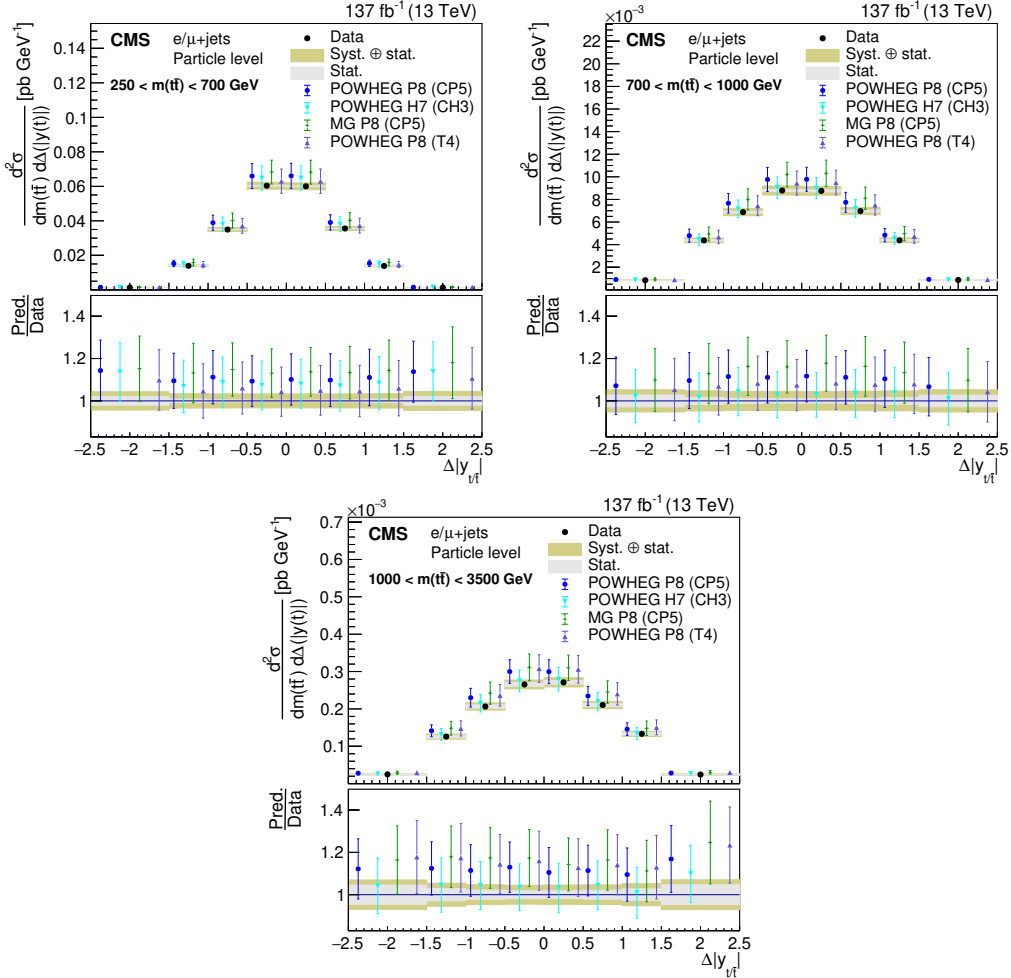 137 fb⁻¹ (13 TeV)
CMS e/μ+jets
Particle level
250 < m(tt̄) < 700 GeV
Data
Syst. ⊕ stat.
Stat.
POWHEG P8 (CP5)
POWHEG H7 (CH3)
MG P8 (CP5)
POWHEG P8 (T4)
d²σ / dm(tt̄) dΔ(|y(t)|) [pb GeV⁻¹]
0.14
0.12
0.1
0.08
0.06
0.04
0.02
Pred. / Data
1.4
1.2
1
−2.5 −2 −1.5 −1 −0.5 0 0.5 1 1.5 2 2.5
Δ|y_{t/t̄}|
×10⁻³ 137 fb⁻¹ (13 TeV)
CMS e/μ+jets
Particle level
700 < m(tt̄) < 1000 GeV
Data
Syst. ⊕ stat.
Stat.
POWHEG P8 (CP5)
POWHEG H7 (CH3)
MG P8 (CP5)
POWHEG P8 (T4)
d²σ / dm(tt̄) dΔ(|y(t)|) [pb GeV⁻¹]
22
20
18
16
14
12
10
8
6
4
2
Pred. / Data
1.4
1.2
1
−2.5 −2 −1.5 −1 −0.5 0 0.5 1 1.5 2 2.5
Δ|y_{t/t̄}|
×10⁻³ 137 fb⁻¹ (13 TeV)
CMS e/μ+jets
Particle level
1000 < m(tt̄) < 3500 GeV
Data
Syst. ⊕ stat.
Stat.
POWHEG P8 (CP5)
POWHEG H7 (CH3)
MG P8 (CP5)
POWHEG P8 (T4)
d²σ / dm(tt̄) dΔ(|y(t)|) [pb GeV⁻¹]
0.7
0.6
0.5
0.4
0.3
0.2
0.1
Pred. / Data
1.4
1.2
1
−2.5 −2 −1.5 −1 −0.5 0 0.5 1 1.5 2 2.5
Δ|y_{t/t̄}|